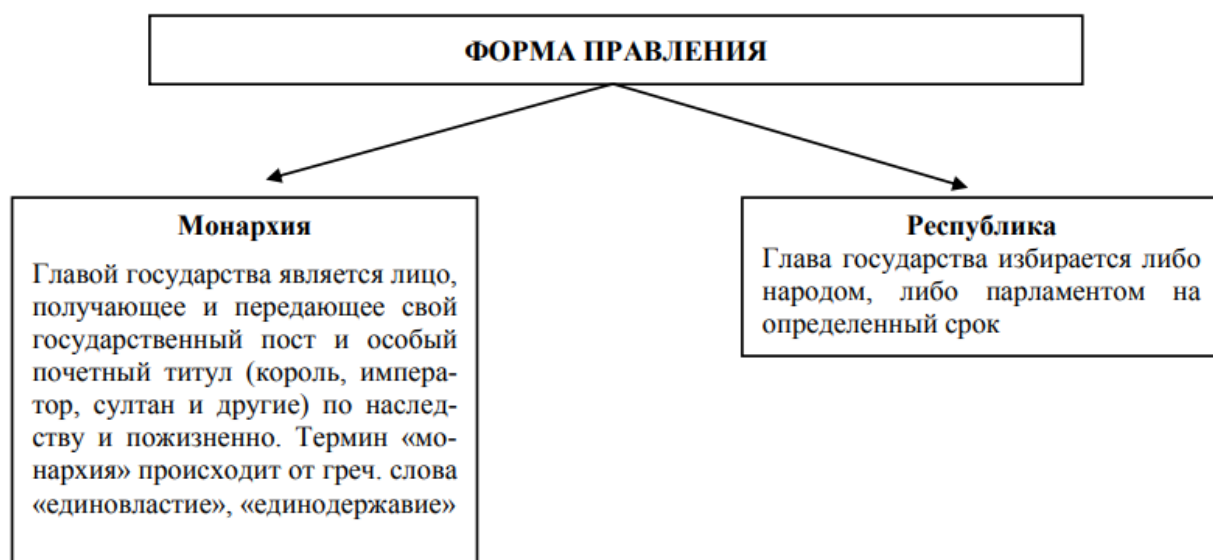 ФОРМА ПРАВЛЕНИЯ
Монархия
Главой государства является лицо,
получающее и передающее свой
государственный пост и особый
почетный титул (король, импера-
тор, султан и другие) по наслед-
ству и пожизненно. Термин «мо-
нархия» происходит от греч. слова
«единовластие», «единодержавие»
Республика
Глава государства избирается либо
народом, либо парламентом на
определенный срок